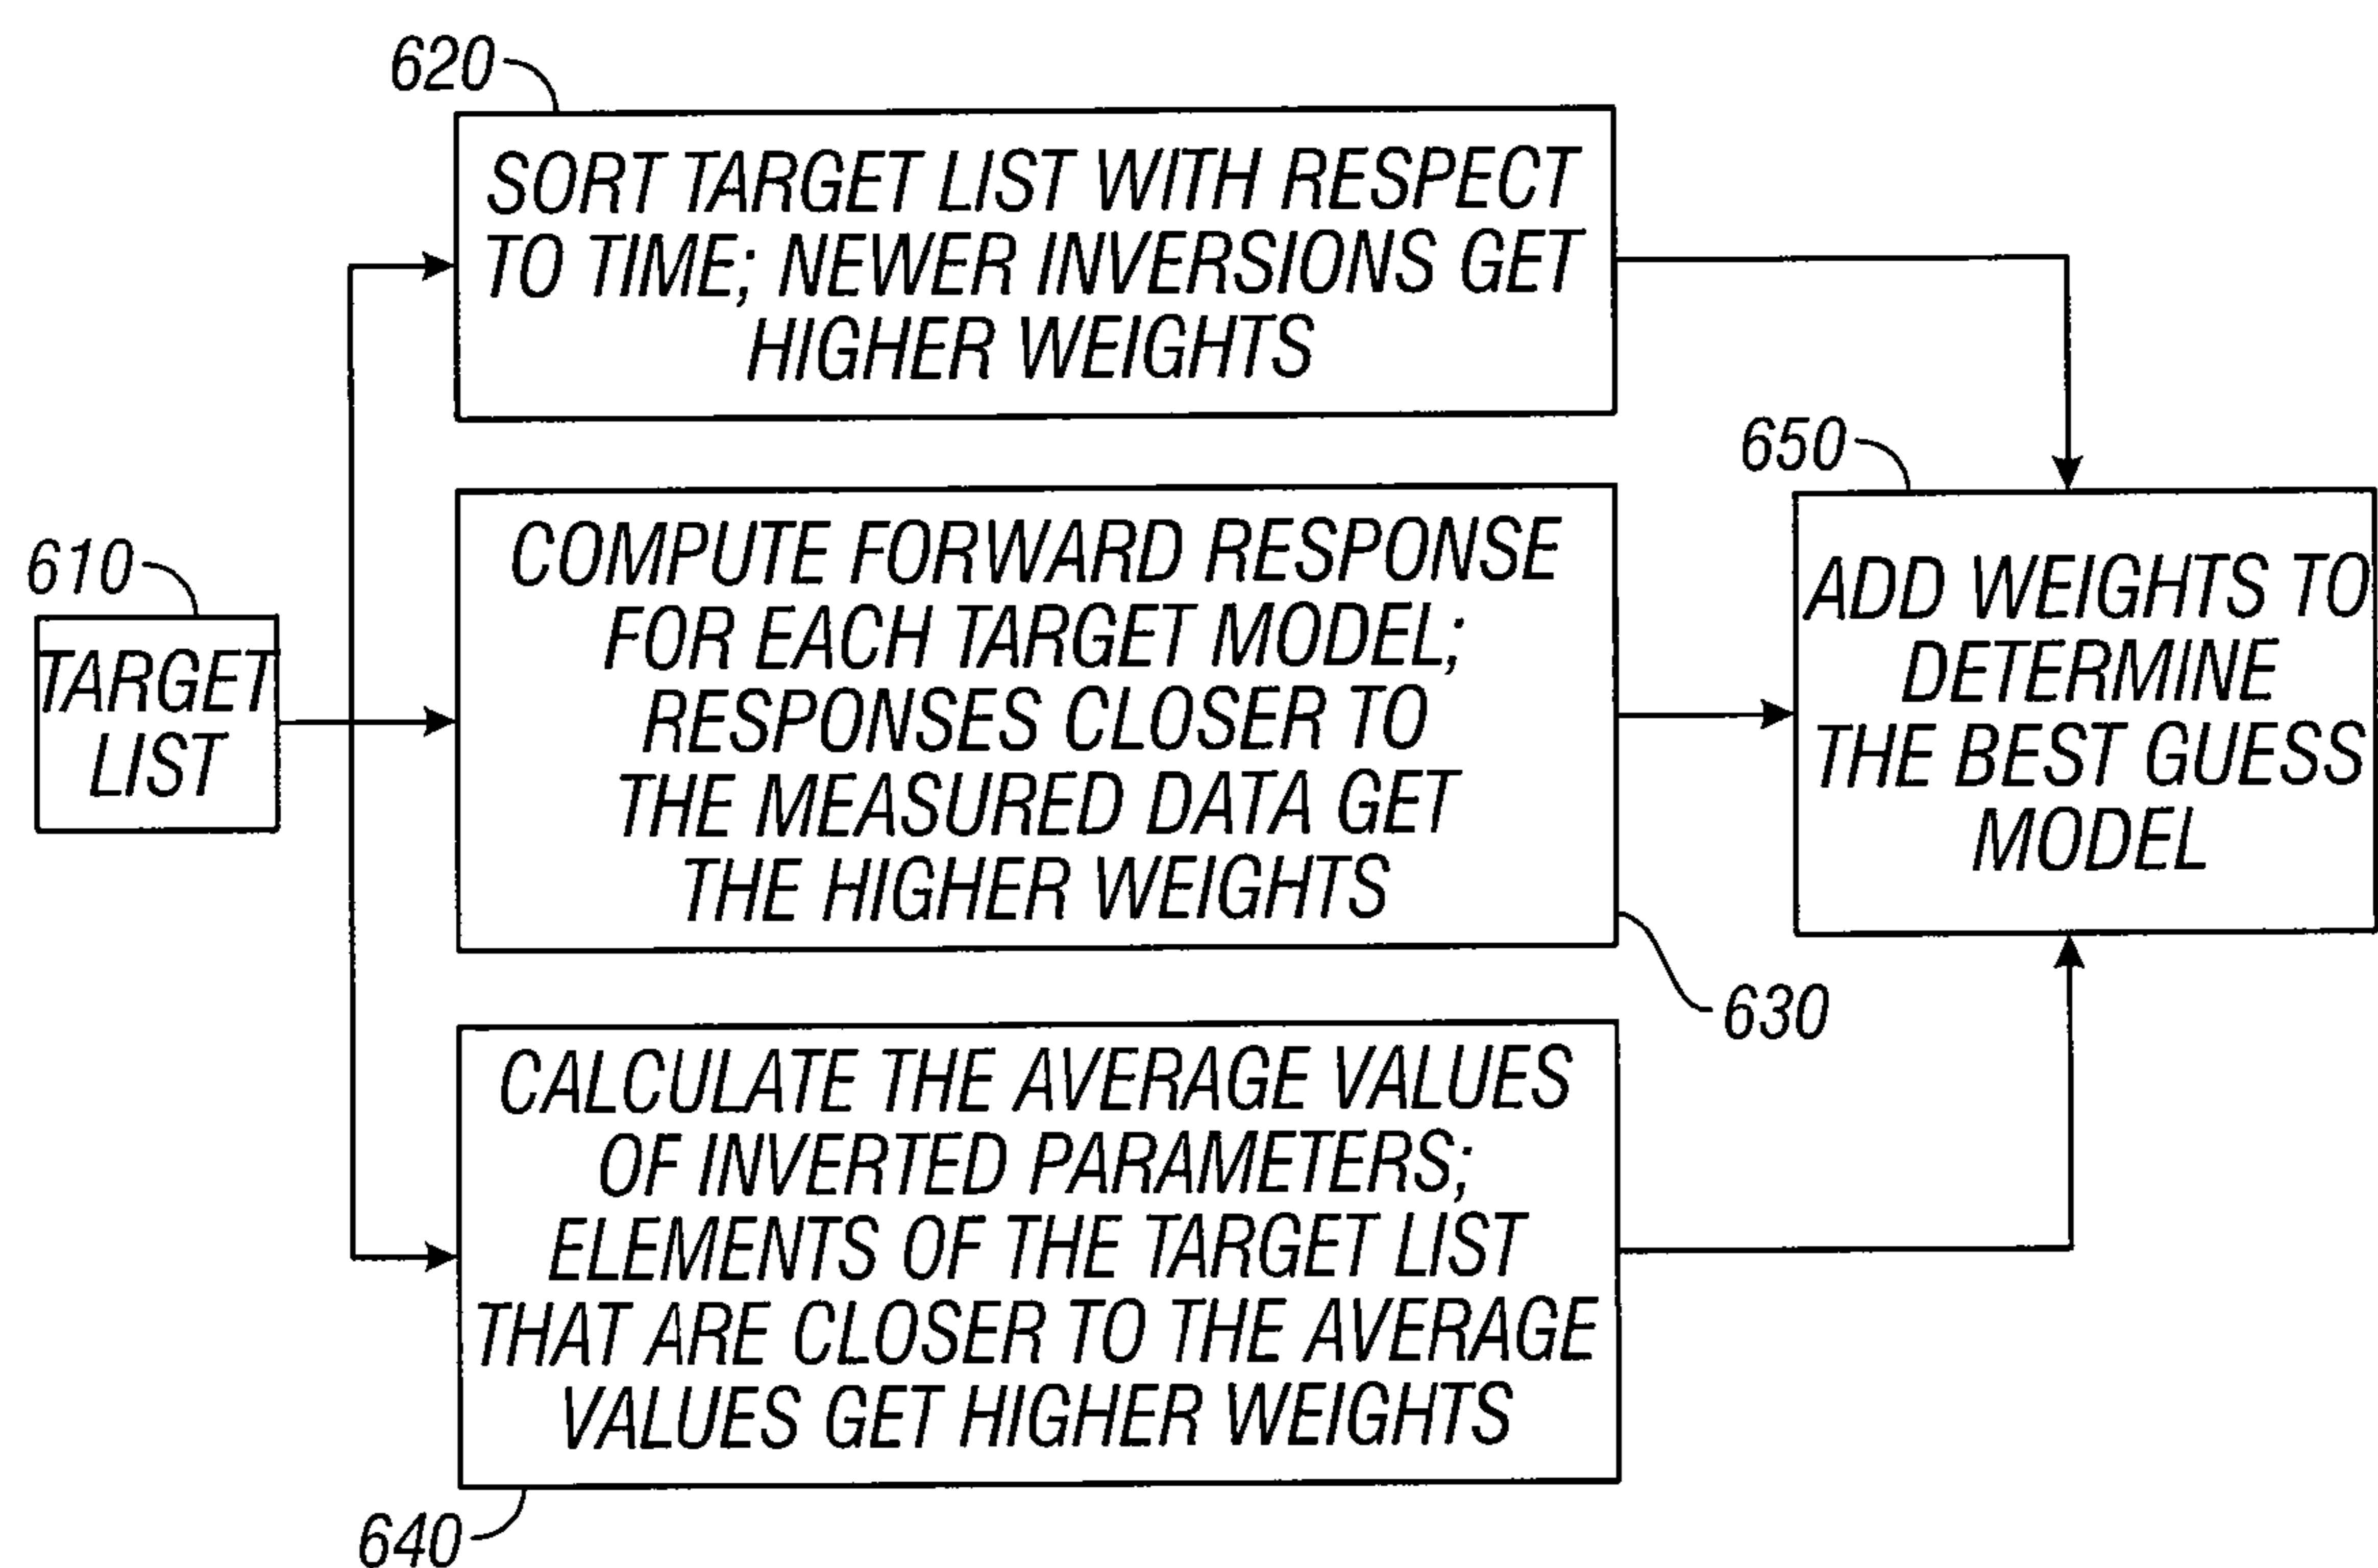 620
SORT TARGET LIST WITH RESPECT
TO TIME; NEWER INVERSIONS GET
HIGHER WEIGHTS
610
TARGET
LIST
COMPUTE FORWARD RESPONSE
FOR EACH TARGET MODEL;
RESPONSES CLOSER TO
THE MEASURED DATA GET
THE HIGHER WEIGHTS
630
CALCULATE THE AVERAGE VALUES
OF INVERTED PARAMETERS;
ELEMENTS OF THE TARGET LIST
THAT ARE CLOSER TO THE AVERAGE
VALUES GET HIGHER WEIGHTS
640
650
ADD WEIGHTS TO
DETERMINE
THE BEST GUESS
MODEL